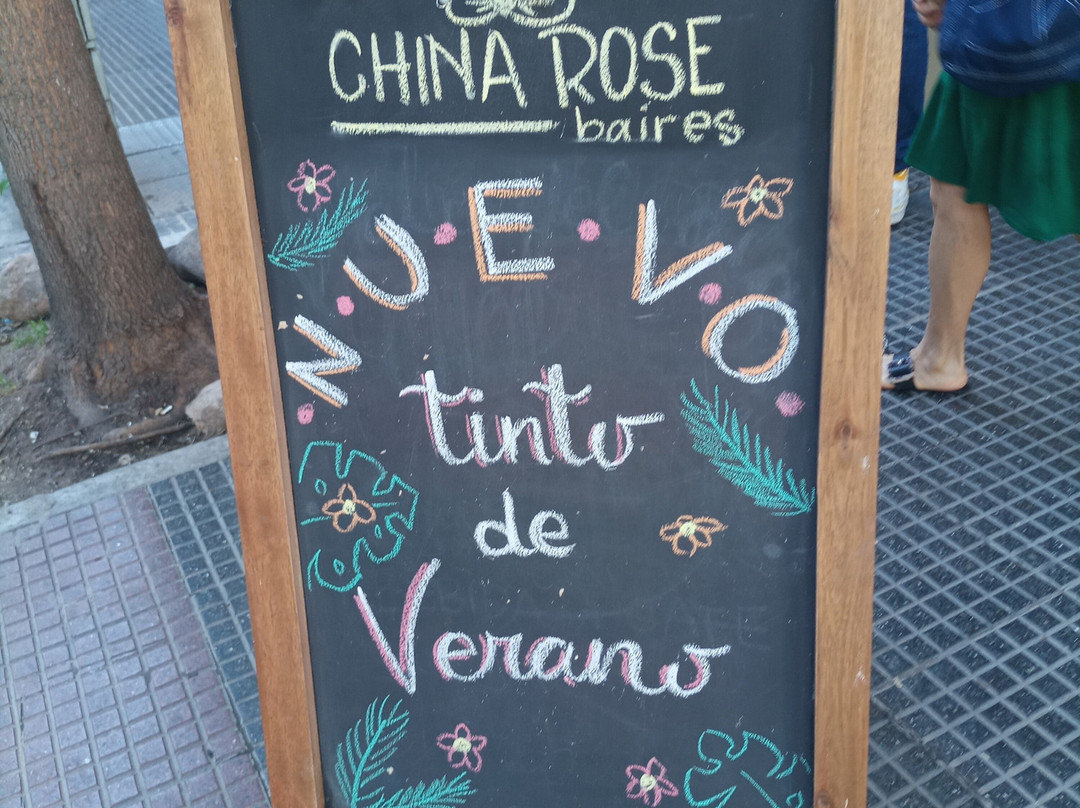 CHINA ROSE
baires
NUEVO
tinto
de
Verano